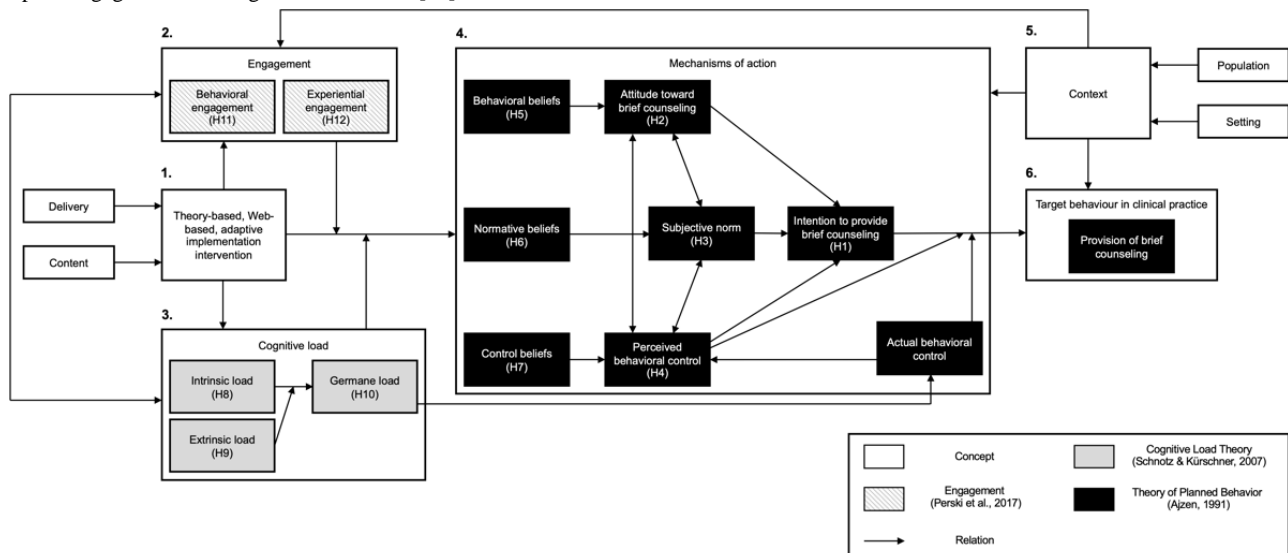 2.
Engagement
Behavioral
engagement
(H11)
Experiential
engagement
(H12)
1.
Theory-based, Web-
based, adaptive
implementation
intervention
Delivery
Content
3.
Cognitive load
Intrinsic load
(H8)
Germane load
(H10)
Extrinsic load
(H9)
4.
Mechanisms of action
Behavioral beliefs
(H5)
Attitude toward
brief counseling
(H2)
Normative beliefs
(H6)
Subjective norm
(H3)
Intention to provide
brief counseling
(H1)
Control beliefs
(H7)
Perceived
behavioral control
(H4)
Actual behavioral
control
5.
Context
Population
Setting
6.
Target behaviour in clinical practice
Provision of brief
counseling
Concept
Cognitive Load Theory
(Schnotz & Kürschner, 2007)
Engagement
(Perski et al., 2017)
Theory of Planned Behavior
(Ajzen, 1991)
Relation